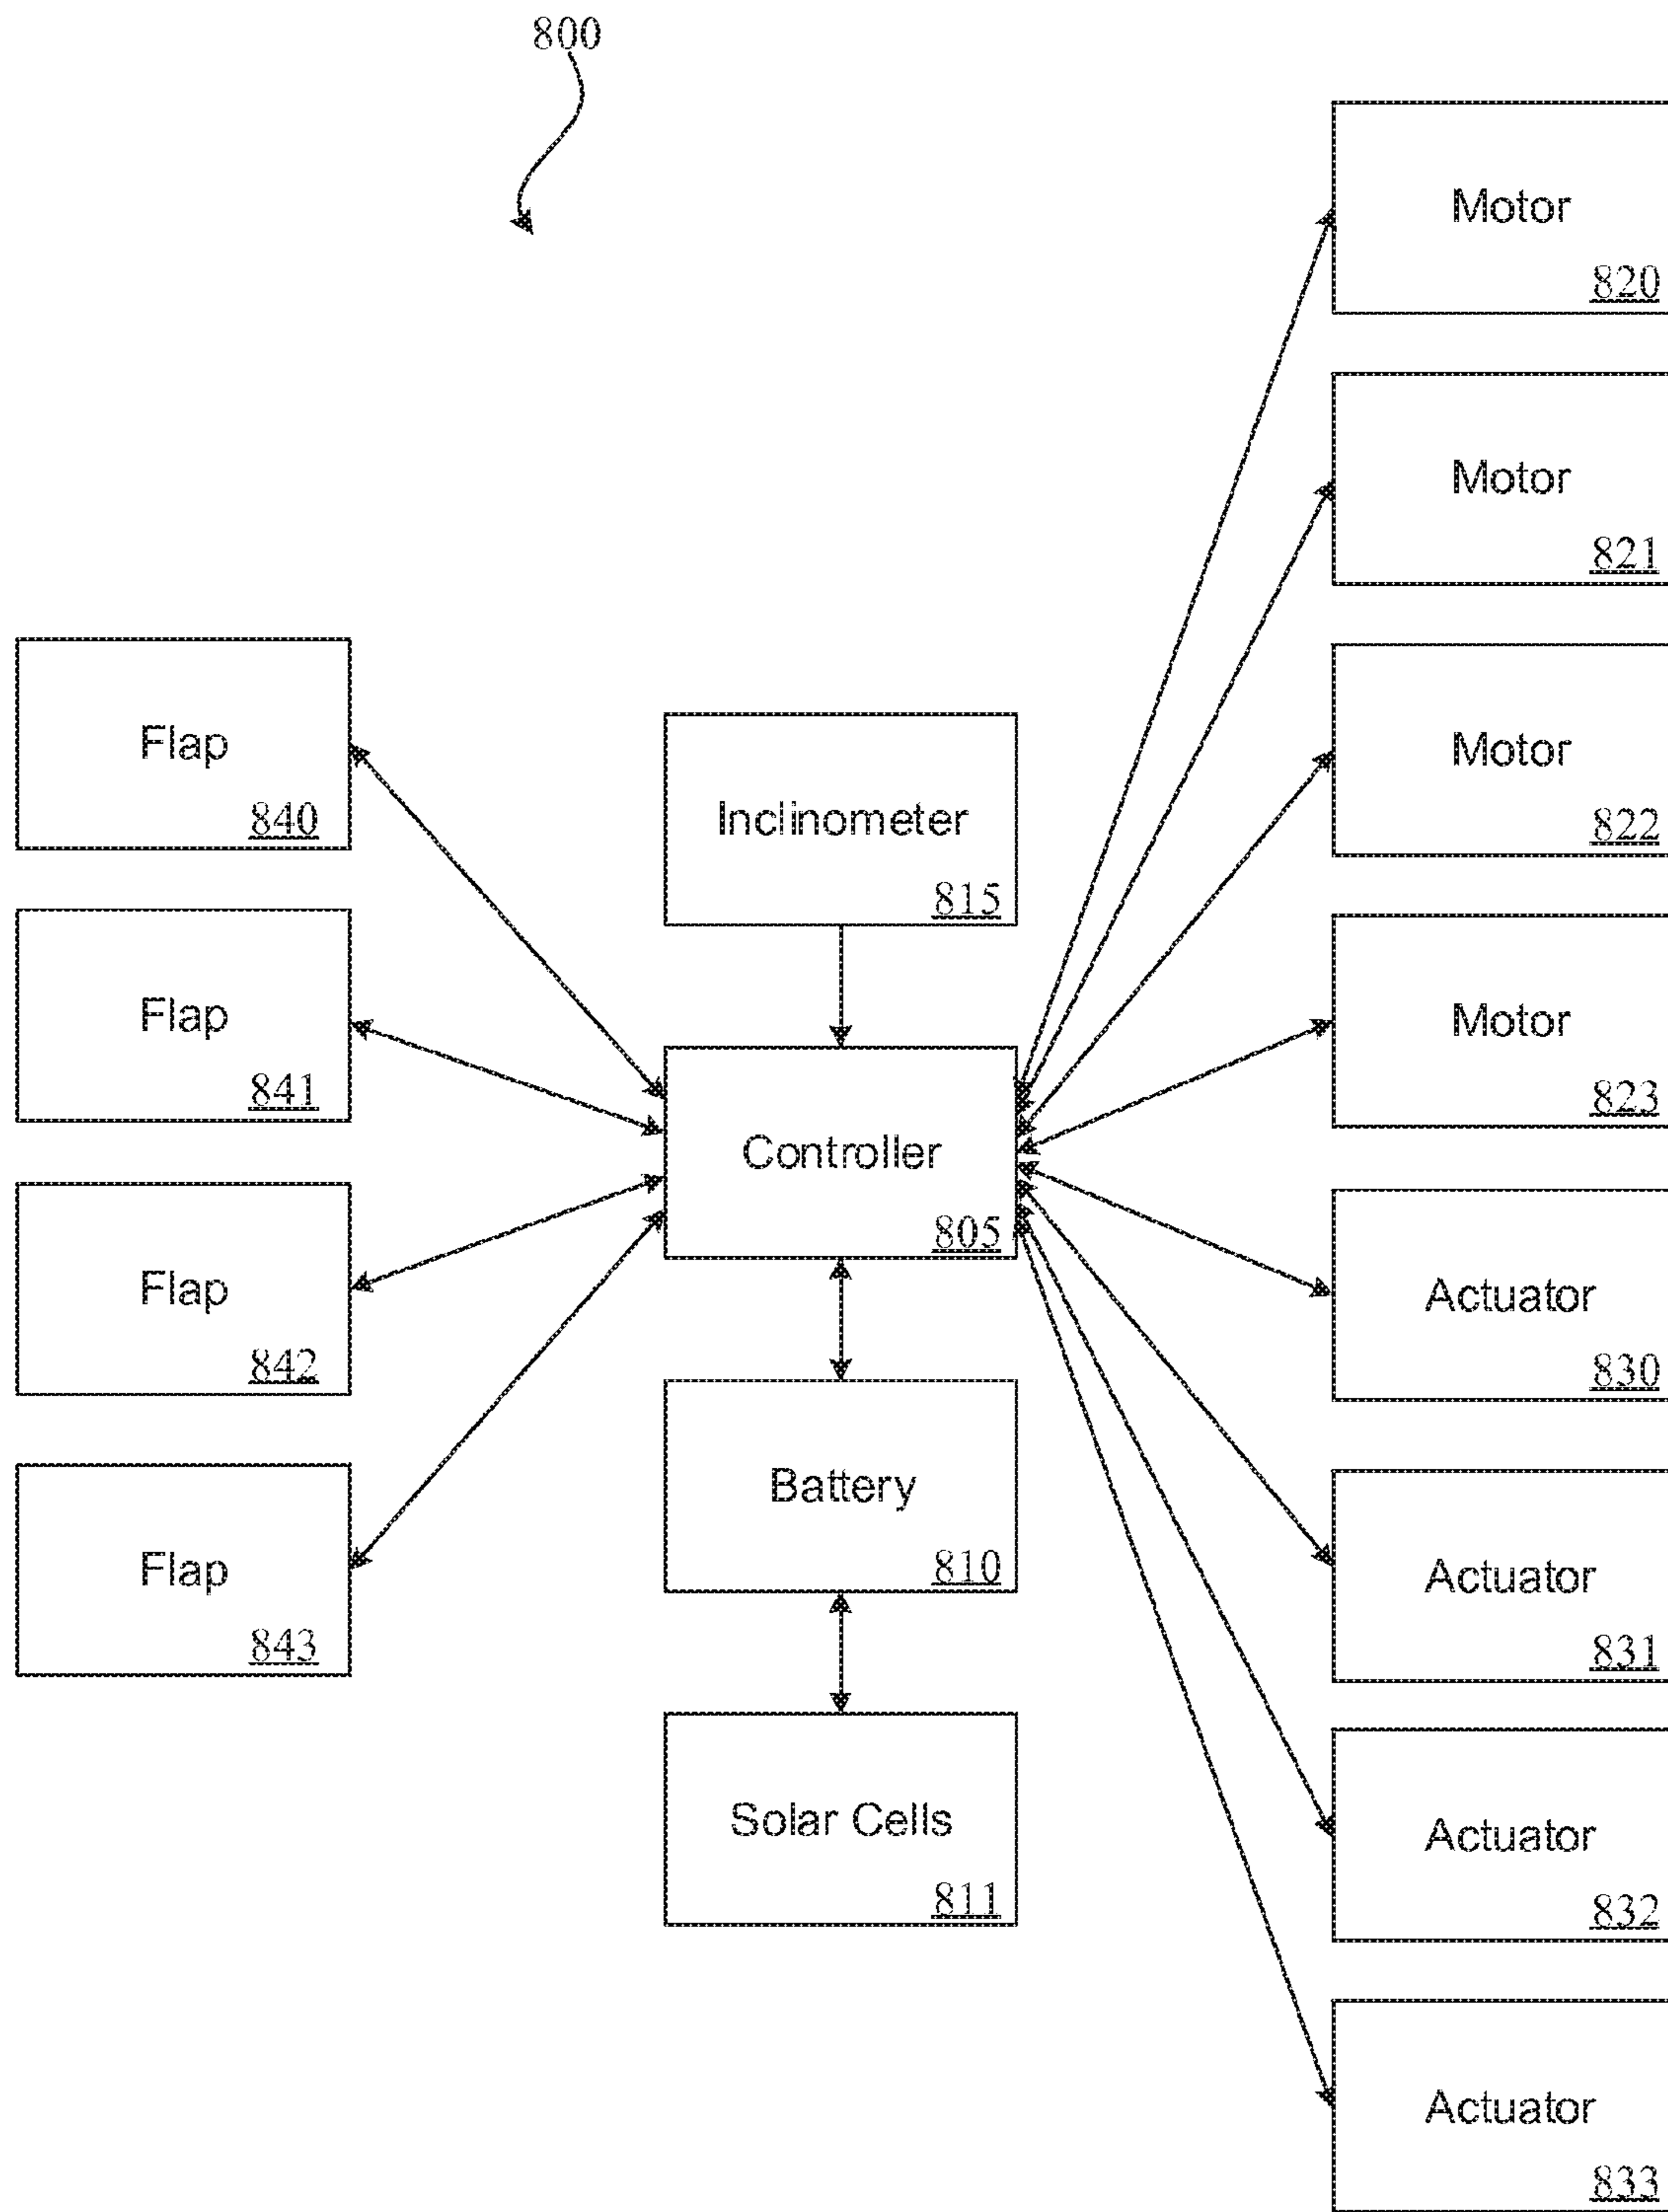 800
Motor
820
Motor
821
Motor
822
Motor
823
Actuator
830
Actuator
831
Actuator
832
Actuator
833
Flap
840
Flap
841
Flap
842
Flap
843
Inclinometer
815
Controller
805
Battery
810
Solar Cells
811